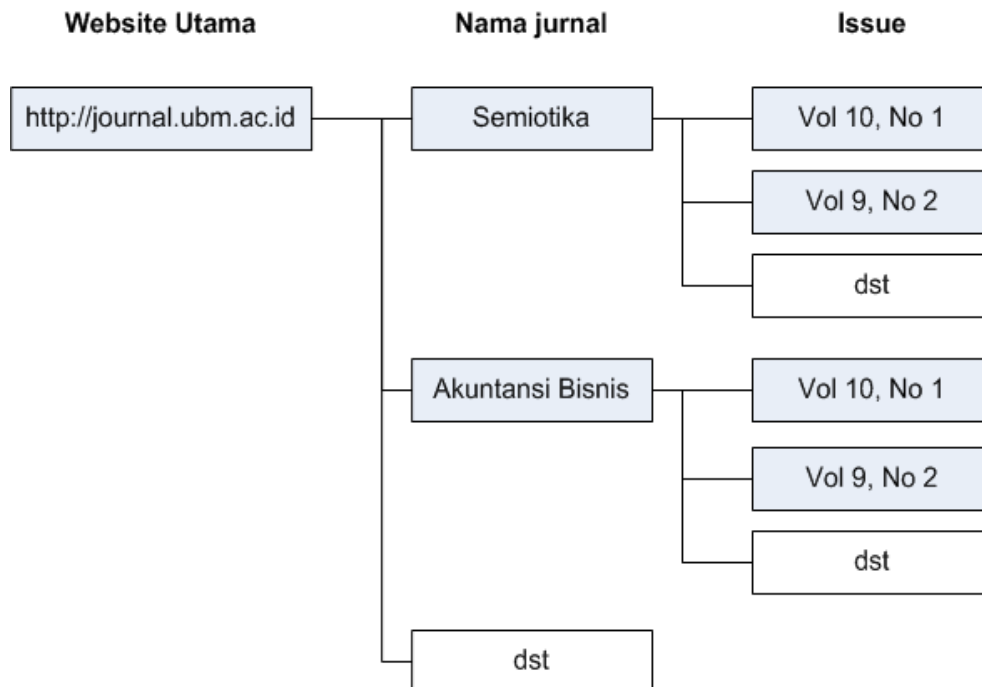 Website Utama
Nama jurnal
Issue
http://journal.ubm.ac.id
Semiotika
Vol 10, No 1
Vol 9, No 2
dst
Akuntansi Bisnis
Vol 10, No 1
Vol 9, No 2
dst
dst